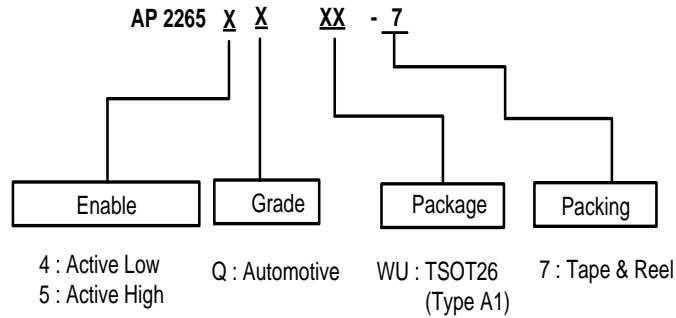 AP 2265 X X XX - 7
Enable
Grade
Package
Packing
4 : Active Low
5 : Active High
Q : Automotive
WU : TSOT26
(Type A1)
7 : Tape & Reel